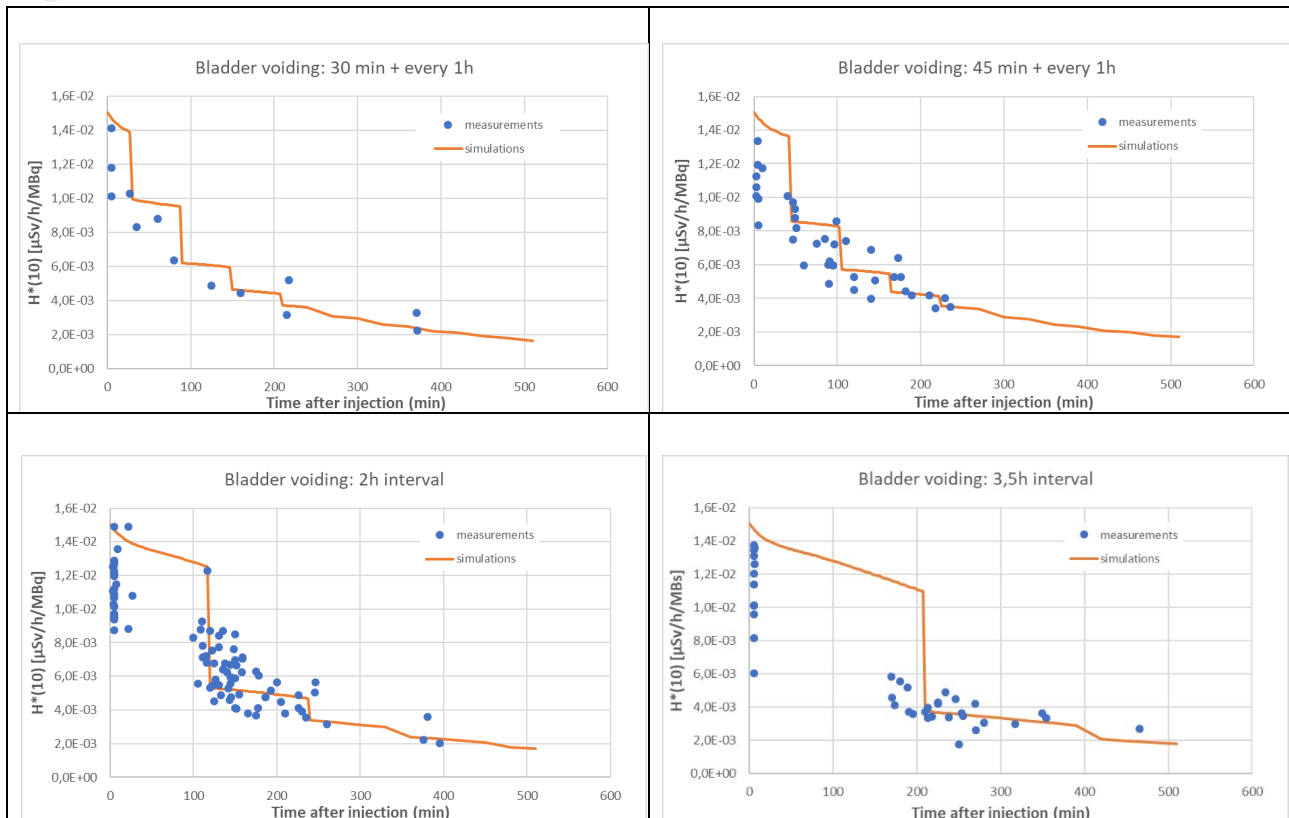 Bladder voiding: 30 min + every 1h
H*(10) [µSv/h/MBq]
1,6E-02
1,4E-02
1,2E-02
1,0E-02
8,0E-03
6,0E-03
4,0E-03
2,0E-03
0,0E+00
measurements
simulations
0 100 200 300 400 500 600
Time after injection (min)
Bladder voiding: 45 min + every 1h
H*(10) [µSv/h/MBq]
1,6E-02
1,4E-02
1,2E-02
1,0E-02
8,0E-03
6,0E-03
4,0E-03
2,0E-03
0,0E+00
measurements
simulations
0 100 200 300 400 500 600
Time after injection (min)
Bladder voiding: 2h interval
H*(10) [µSv/h/MBq]
1,6E-02
1,4E-02
1,2E-02
1,0E-02
8,0E-03
6,0E-03
4,0E-03
2,0E-03
0,0E+00
measurements
simulations
0 100 200 300 400 500 600
Time after injection (min)
Bladder voiding: 3,5h interval
H*(10) [µSv/h/MBs]
1,6E-02
1,4E-02
1,2E-02
1,0E-02
8,0E-03
6,0E-03
4,0E-03
2,0E-03
0,0E+00
measurements
simulations
0 100 200 300 400 500 600
Time after injection (min)